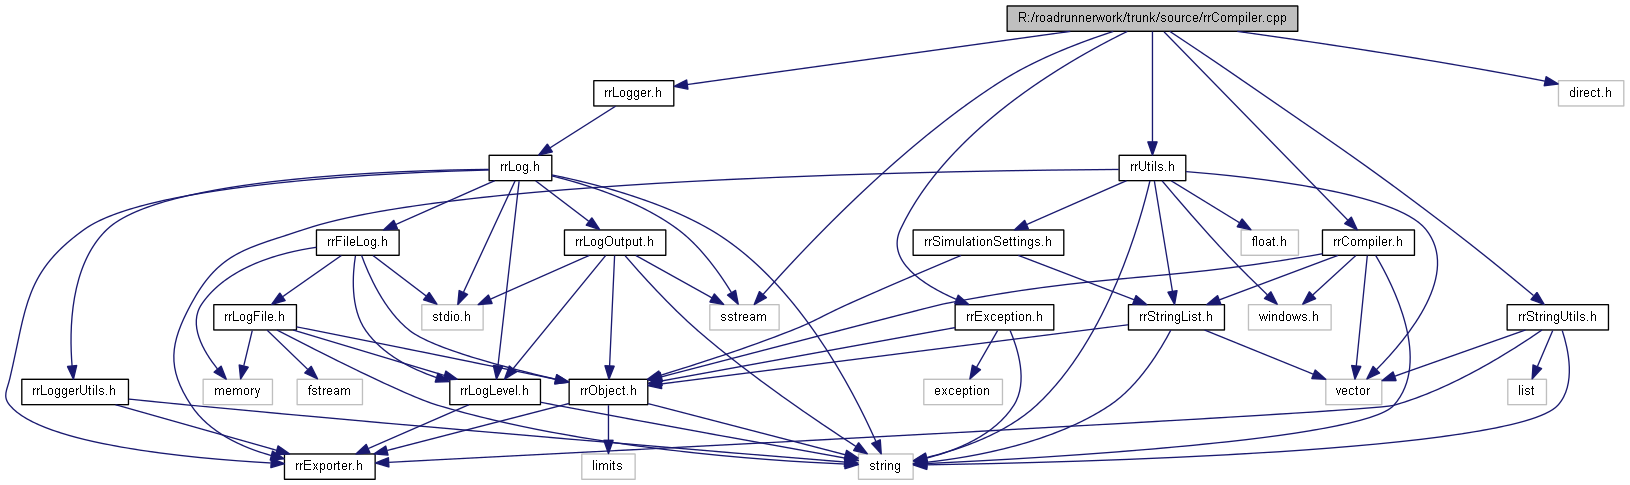 R:/roadrunnerwork/trunk/source/rrCompiler.cpp
rrLogger.h
direct.h
rrLog.h
rrUtils.h
rrFileLog.h
rrLogOutput.h
rrSimulationSettings.h
float.h
rrCompiler.h
rrLogFile.h
stdio.h
sstream
rrException.h
rrStringList.h
windows.h
rrStringUtils.h
rrLoggerUtils.h
memory
fstream
rrLogLevel.h
rrObject.h
exception
vector
list
rrExporter.h
limits
string